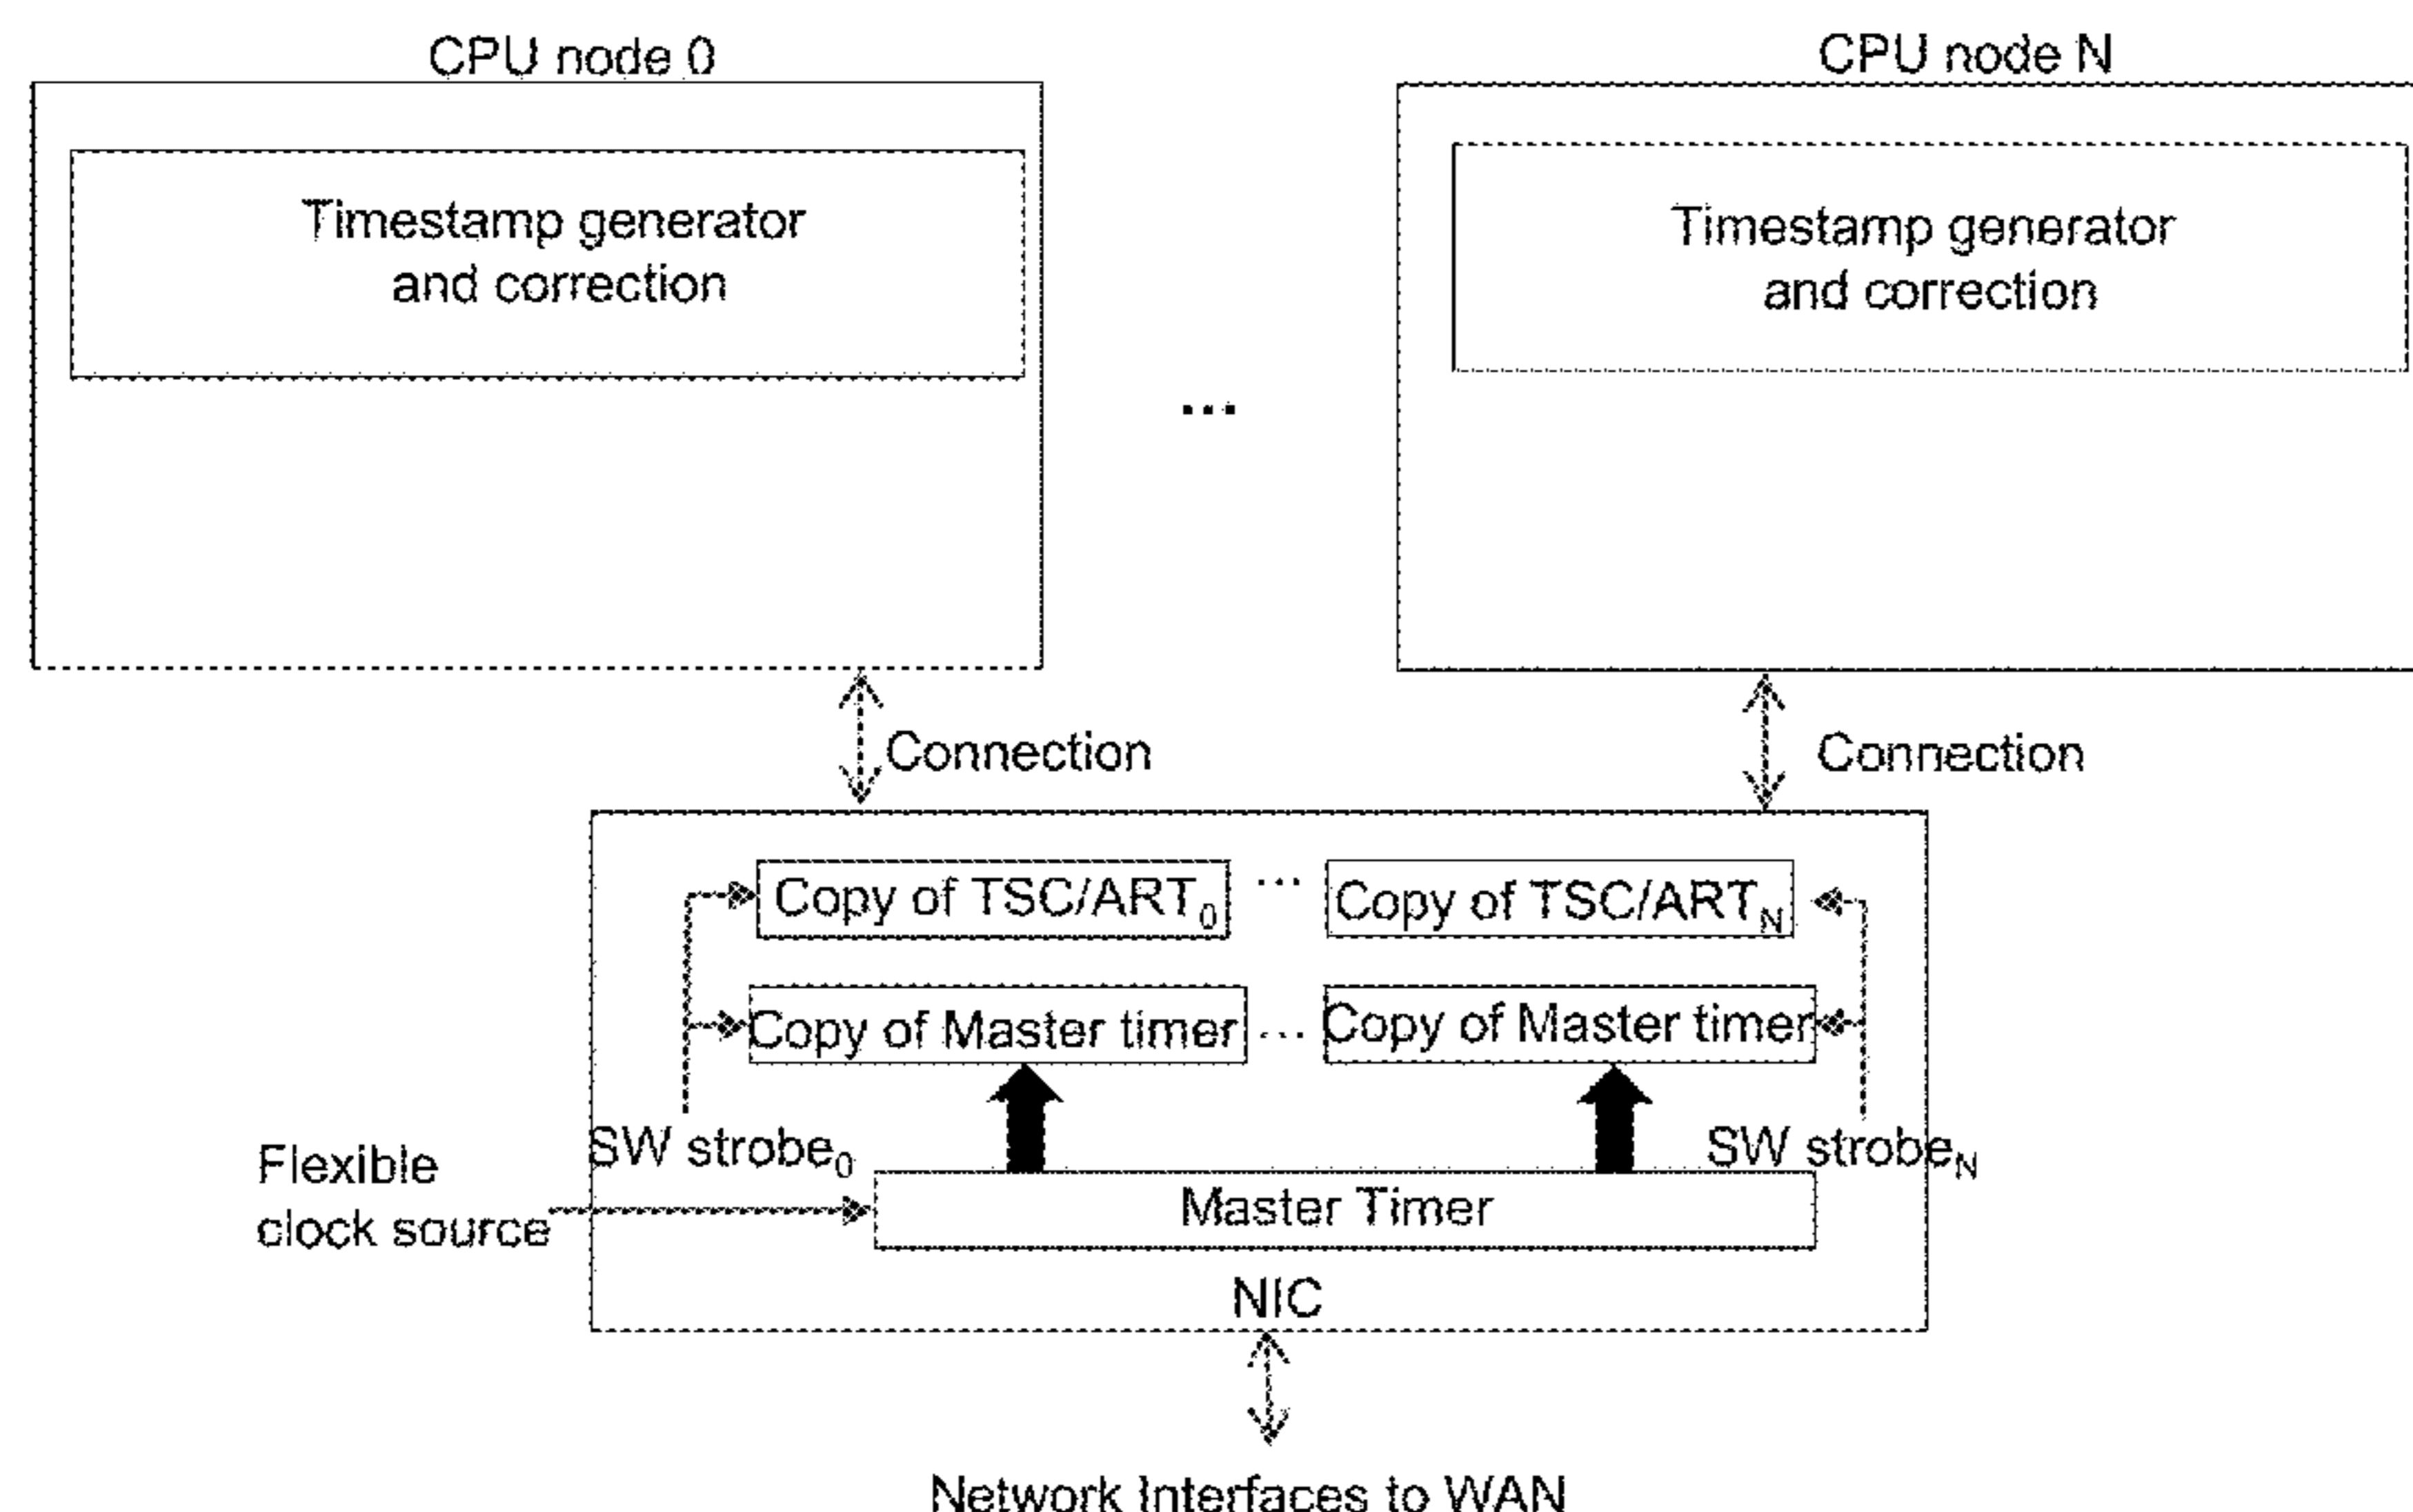 CPU node 0
CPU node N
Timestamp generator
and correction
Timestamp generator
and correction
...
Connection
Connection
Copy of TSC/ART0
...
Copy of TSC/ARTN
Copy of Master timer
...
Copy of Master timer
SW strobe0
SW strobeN
Flexible
clock source
Master Timer
NIC
Network Interfaces to WAN